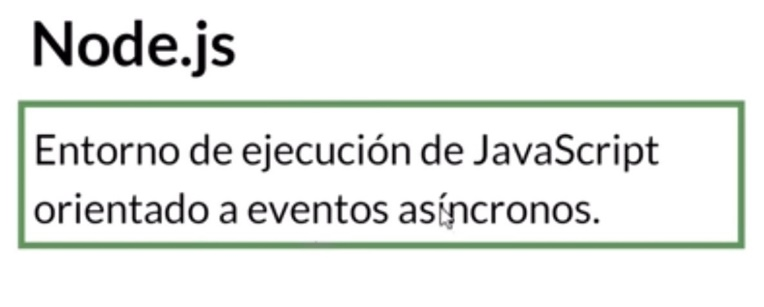 Node.js
Entorno de ejecución de JavaScript
orientado a eventos asíncronos.